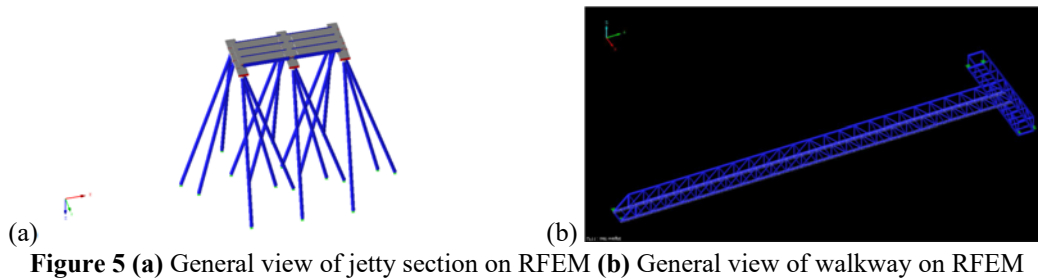 (a)
(b)
Figure 5 (a) General view of jetty section on RFEM (b) General view of walkway on RFEM